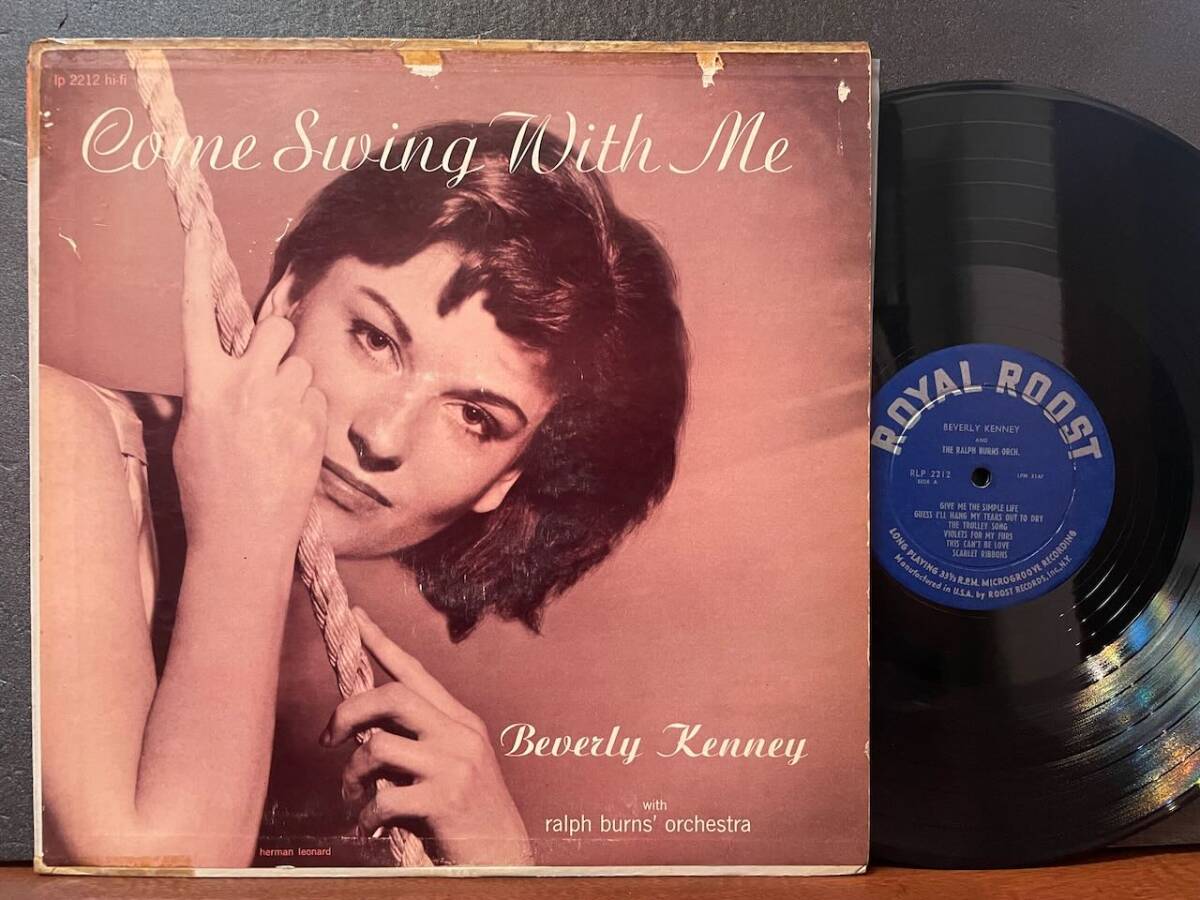 lp 2212 hi-fi
Come Swing With Me
Beverly Kenney
with
ralph burns' orchestra
herman leonard
ROYAL ROOST
BEVERLY KENNEY
AND
THE RALPH BURNS ORCH.
RLP 2212
SIDE A
LPM 2147
GIVE ME THE SIMPLE LIFE
GUESS I'LL HANG MY TEARS OUT TO DRY
THE TROLLEY SONG
VIOLETS FOR MY FURS
THIS CAN'T BE LOVE
SCARLET RIBBONS
LONG PLAYING 33⅓ R.P.M. MICROGROOVE RECORDING
Manufactured in U.S.A. by ROOST RECORDS, Inc., N.Y.